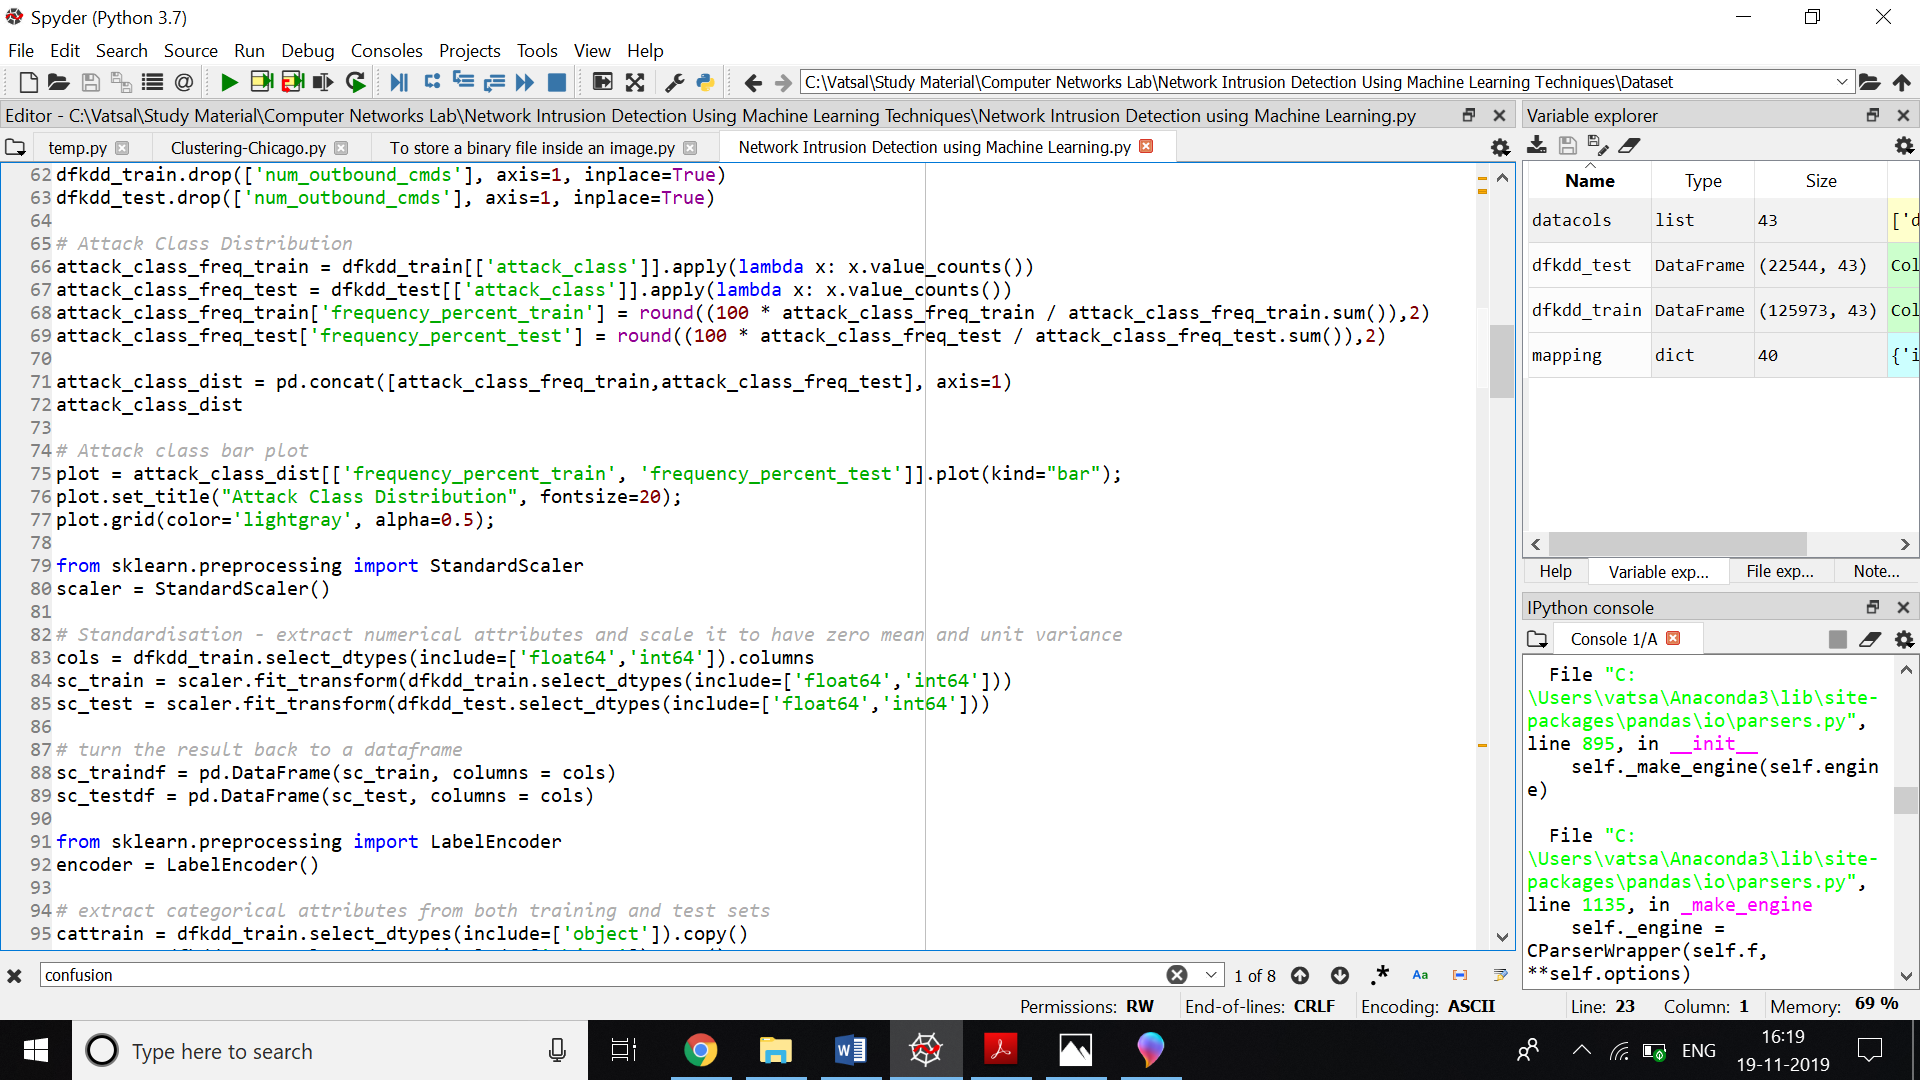 Spyder (Python 3.7)
File Edit Search Source Run Debug Consoles Projects Tools View Help
C:\Vatsal\Study Material\Computer Networks Lab\Network Intrusion Detection Using Machine Learning Techniques\Dataset
Editor - C:\Vatsal\Study Material\Computer Networks Lab\Network Intrusion Detection Using Machine Learning Techniques\Network Intrusion Detection using Machine Learning.py
temp.py Clustering-Chicago.py To store a binary file inside an image.py Network Intrusion Detection using Machine Learning.py
62 dfkdd_train.drop(['num_outbound_cmds'], axis=1, inplace=True)
63 dfkdd_test.drop(['num_outbound_cmds'], axis=1, inplace=True)
64
65 # Attack Class Distribution
66 attack_class_freq_train = dfkdd_train[['attack_class']].apply(lambda x: x.value_counts())
67 attack_class_freq_test = dfkdd_test[['attack_class']].apply(lambda x: x.value_counts())
68 attack_class_freq_train['frequency_percent_train'] = round((100 * attack_class_freq_train / attack_class_freq_train.sum()),2)
69 attack_class_freq_test['frequency_percent_test'] = round((100 * attack_class_freq_test / attack_class_freq_test.sum()),2)
70
71 attack_class_dist = pd.concat([attack_class_freq_train,attack_class_freq_test], axis=1)
72 attack_class_dist
73
74 # Attack class bar plot
75 plot = attack_class_dist[['frequency_percent_train', 'frequency_percent_test']].plot(kind="bar");
76 plot.set_title("Attack Class Distribution", fontsize=20);
77 plot.grid(color='lightgray', alpha=0.5);
78
79 from sklearn.preprocessing import StandardScaler
80 scaler = StandardScaler()
81
82 # Standardisation - extract numerical attributes and scale it to have zero mean and unit variance
83 cols = dfkdd_train.select_dtypes(include=['float64','int64']).columns
84 sc_train = scaler.fit_transform(dfkdd_train.select_dtypes(include=['float64','int64']))
85 sc_test = scaler.fit_transform(dfkdd_test.select_dtypes(include=['float64','int64']))
86
87 # turn the result back to a dataframe
88 sc_traindf = pd.DataFrame(sc_train, columns = cols)
89 sc_testdf = pd.DataFrame(sc_test, columns = cols)
90
91 from sklearn.preprocessing import LabelEncoder
92 encoder = LabelEncoder()
93
94 # extract categorical attributes from both training and test sets
95 cattrain = dfkdd_train.select_dtypes(include=['object']).copy()
confusion 1 of 8 .* Aa
Variable explorer
Name Type Size
datacols list 43 ['d
dfkdd_test DataFrame (22544, 43) Col
dfkdd_train DataFrame (125973, 43) Col
mapping dict 40 {'i
Help Variable exp... File exp... Note...
IPython console
Console 1/A
File "C:
\Users\vatsa\Anaconda3\lib\site-
packages\pandas\io\parsers.py",
line 895, in __init__
self._make_engine(self.engin
e)
File "C:
\Users\vatsa\Anaconda3\lib\site-
packages\pandas\io\parsers.py",
line 1135, in _make_engine
self._engine =
CParserWrapper(self.f,
**self.options)
Permissions: RW End-of-lines: CRLF Encoding: ASCII Line: 23 Column: 1 Memory: 69 %
Type here to search
ENG
16:19
19-11-2019